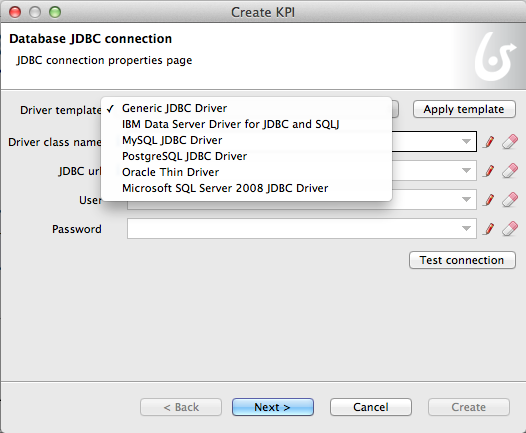 Create KPI
Database JDBC connection
JDBC connection properties page
Driver template
✓ Generic JDBC Driver
IBM Data Server Driver for JDBC and SQLJ
MySQL JDBC Driver
PostgreSQL JDBC Driver
Oracle Thin Driver
Microsoft SQL Server 2008 JDBC Driver
Apply template
Driver class name
JDBC url
User
Password
Test connection
< Back
Next >
Cancel
Create